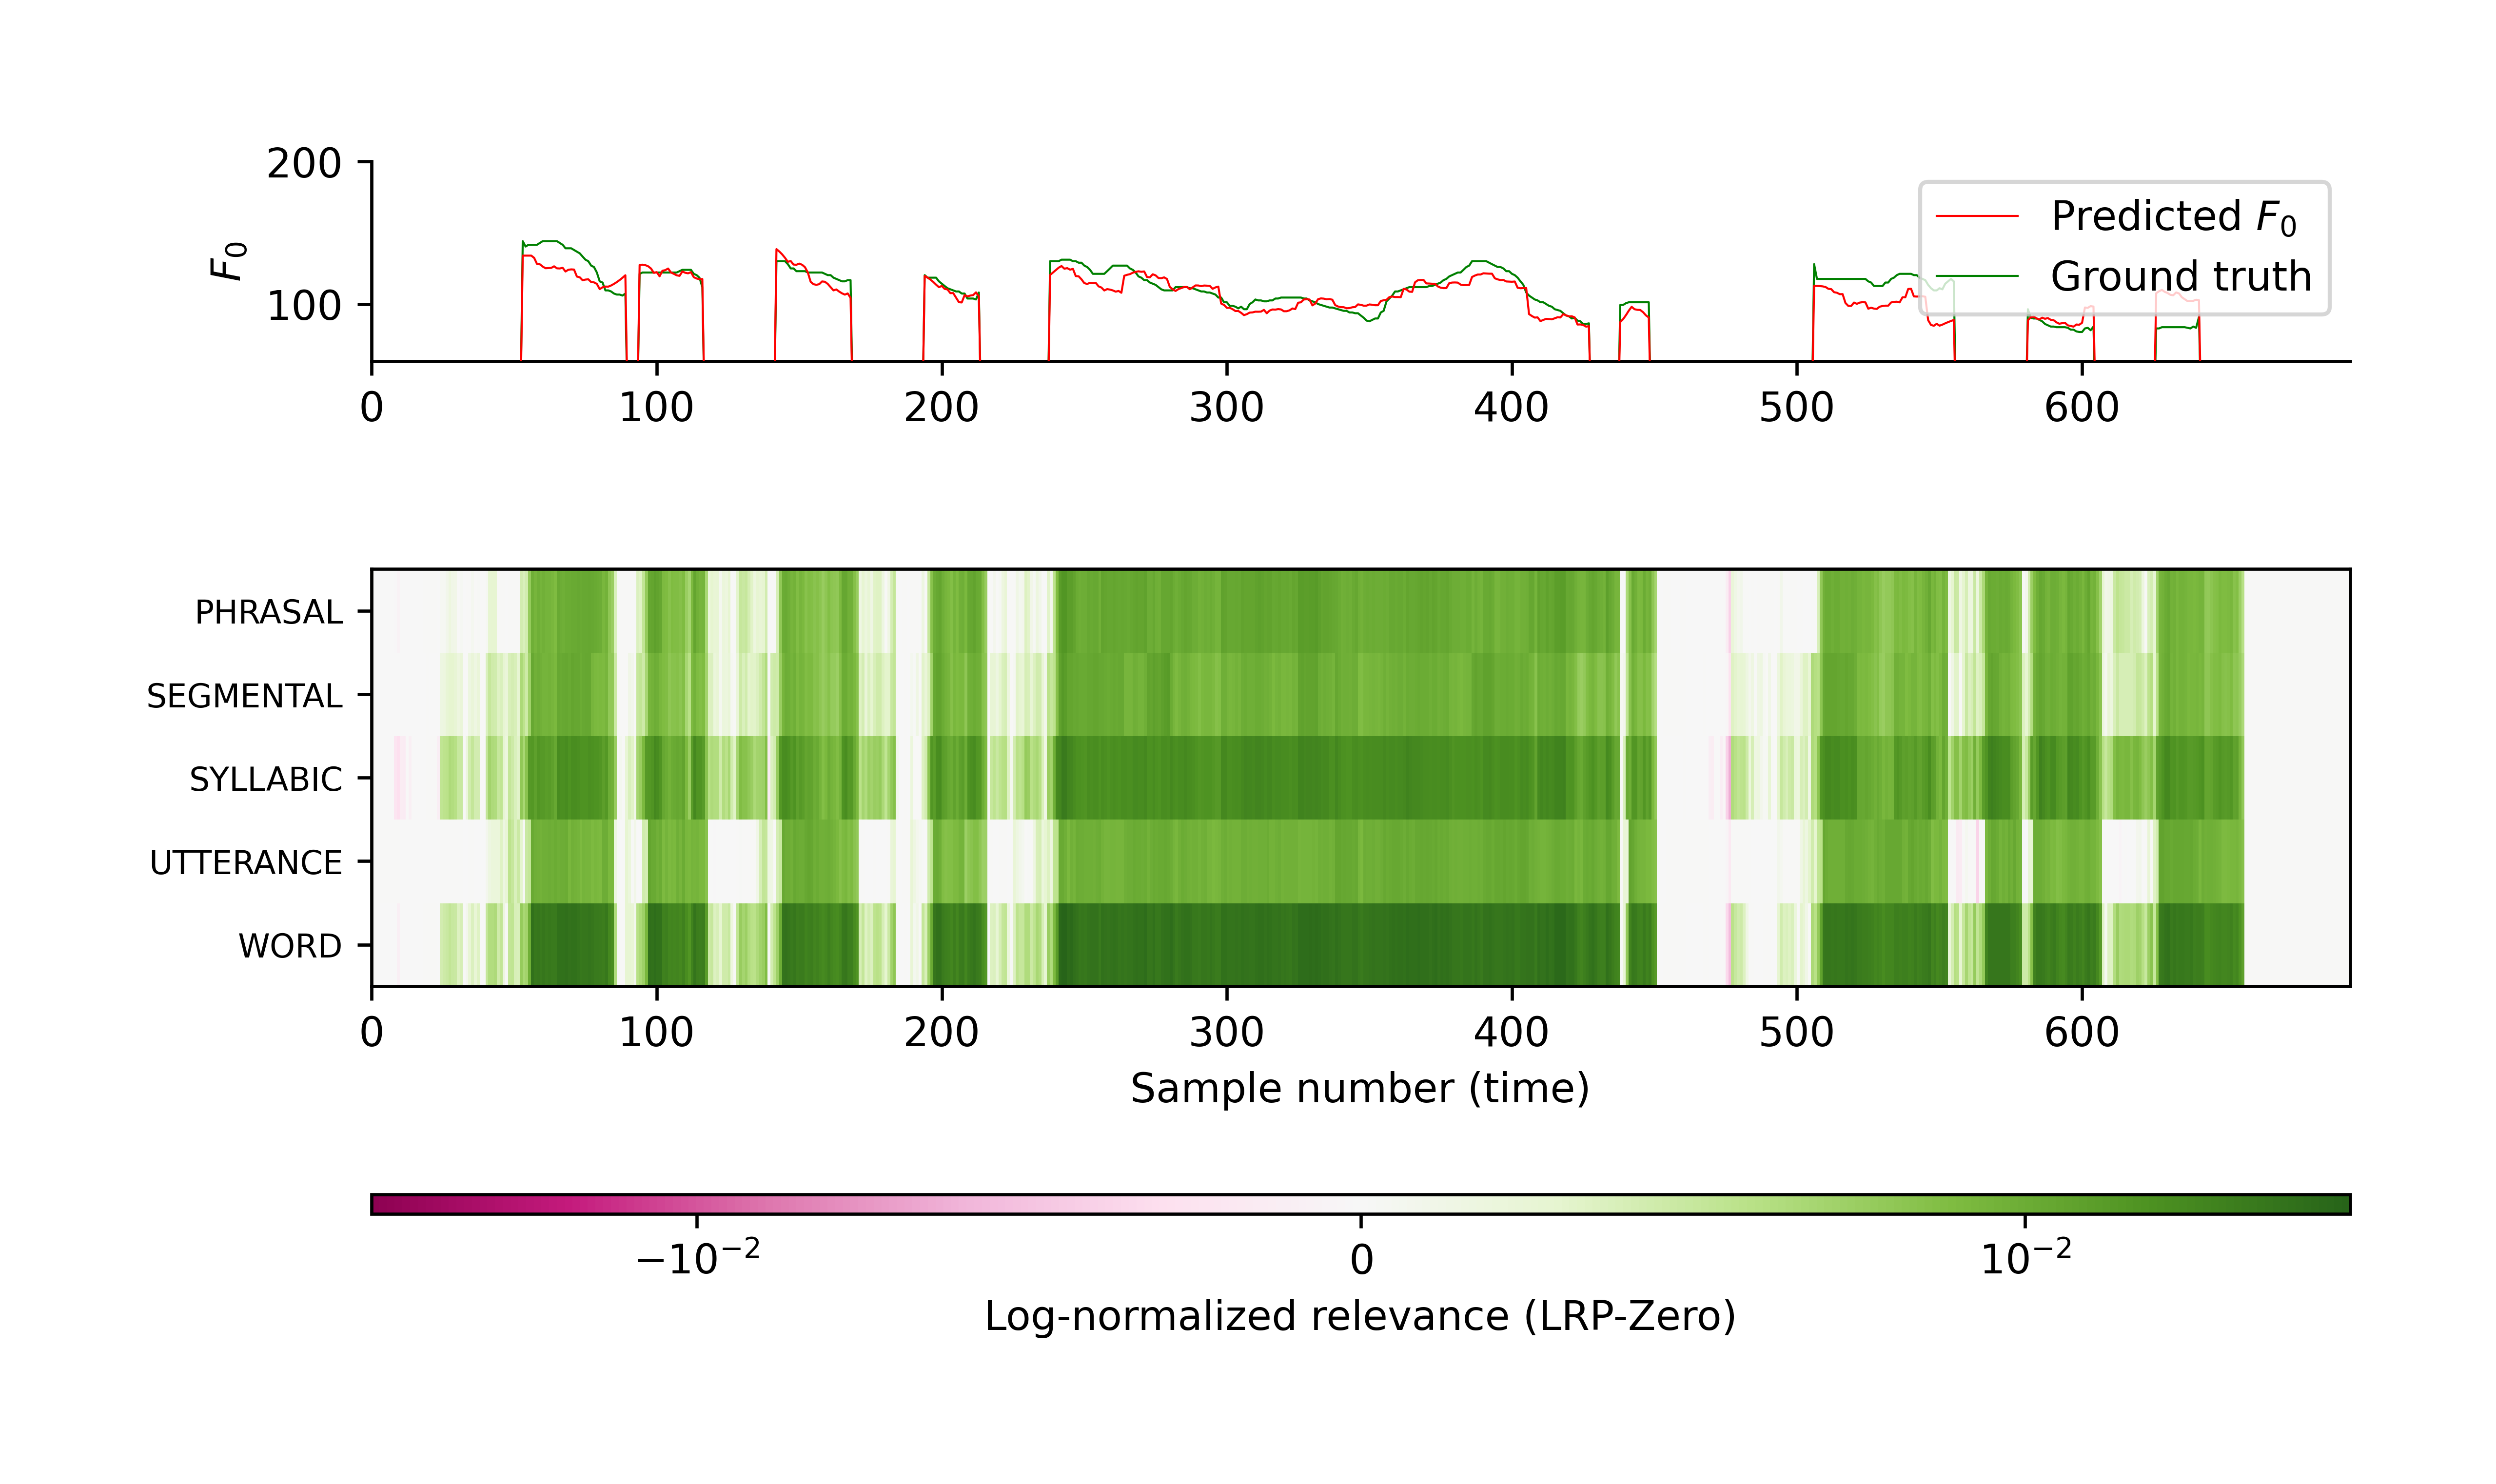 200
100
F₀
Predicted F₀
Ground truth
0 100 200 300 400 500 600
PHRASAL
SEGMENTAL
SYLLABIC
UTTERANCE
WORD
0 100 200 300 400 500 600
Sample number (time)
−10⁻² 0 10⁻²
Log-normalized relevance (LRP-Zero)